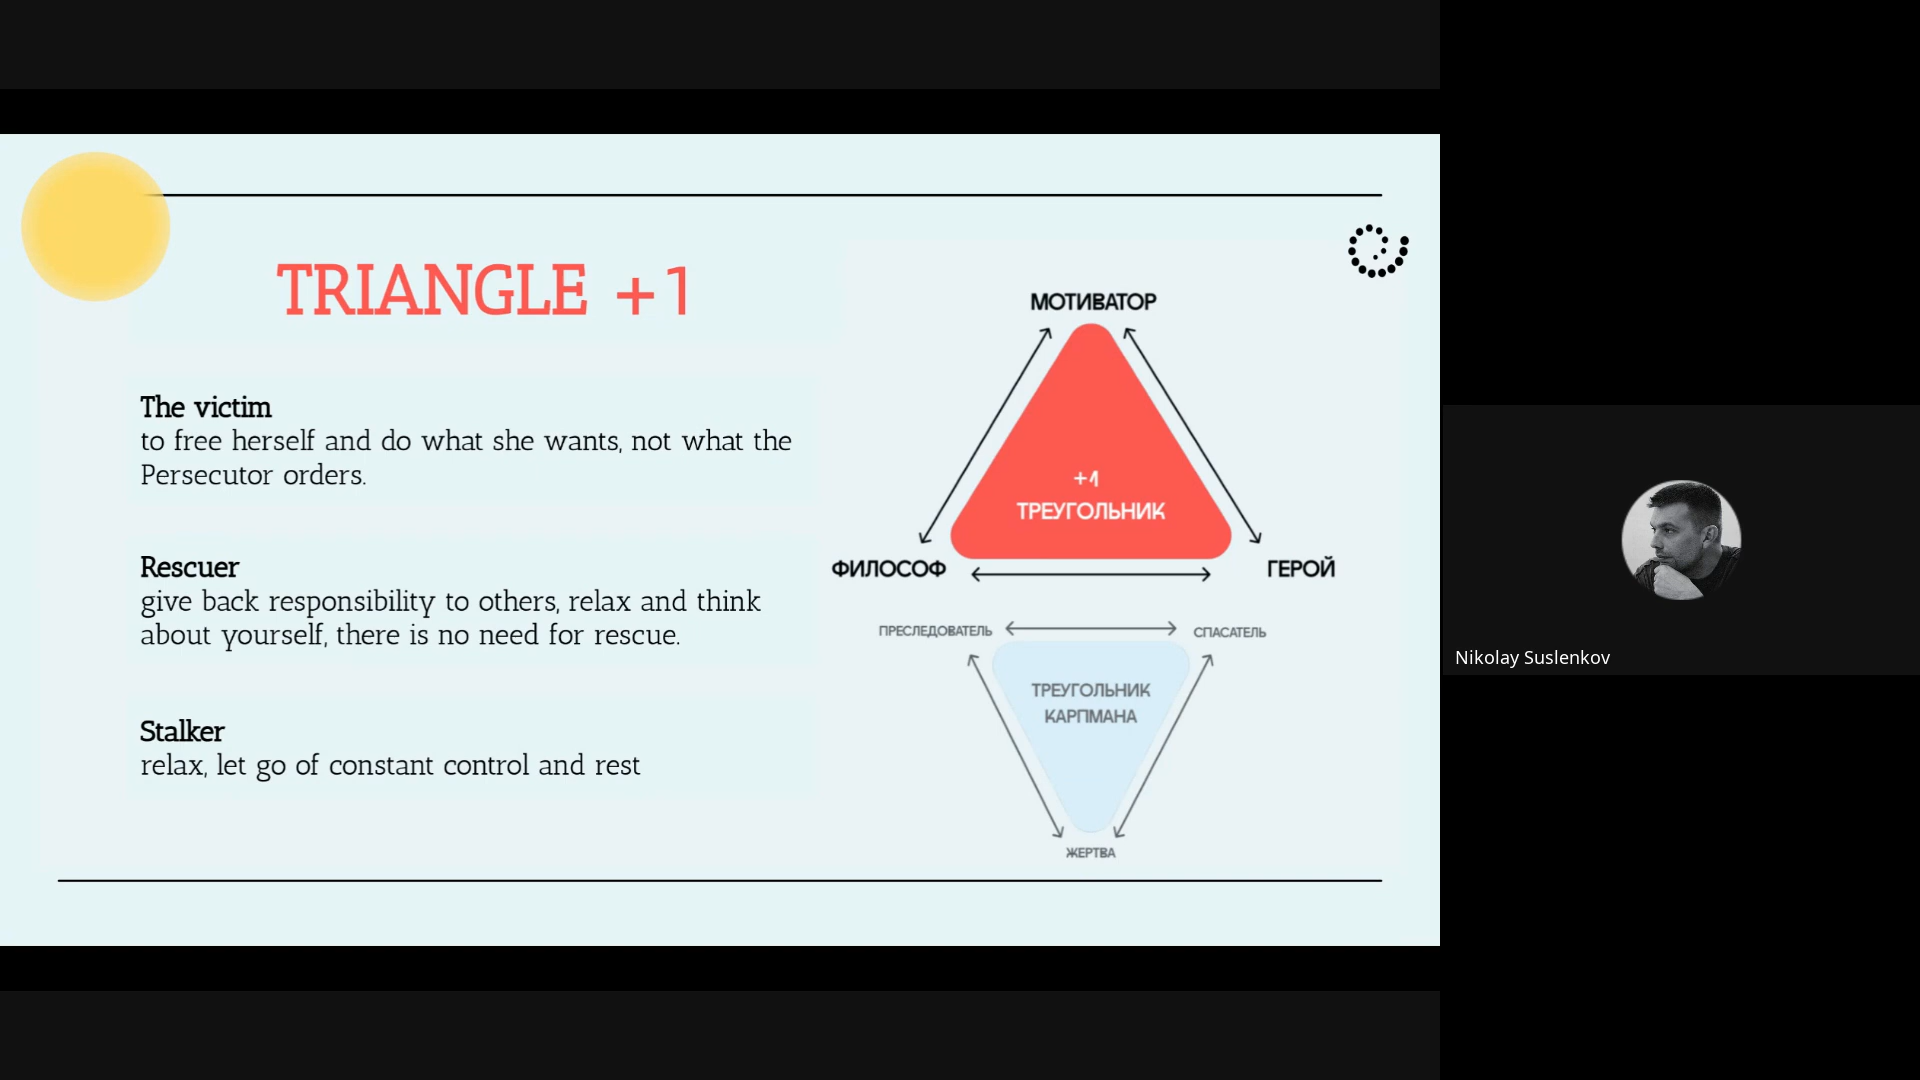 TRIANGLE +1
The victim
to free herself and do what she wants, not what the
Persecutor orders.
Rescuer
give back responsibility to others, relax and think
about yourself, there is no need for rescue.
Stalker
relax, let go of constant control and rest
МОТИВАТОР
+1
ТРЕУГОЛЬНИК
ФИЛОСОФ
ГЕРОЙ
ПРЕСЛЕДОВАТЕЛЬ
СПАСАТЕЛЬ
ТРЕУГОЛЬНИК
КАРПМАНА
ЖЕРТВА
Nikolay Suslenkov